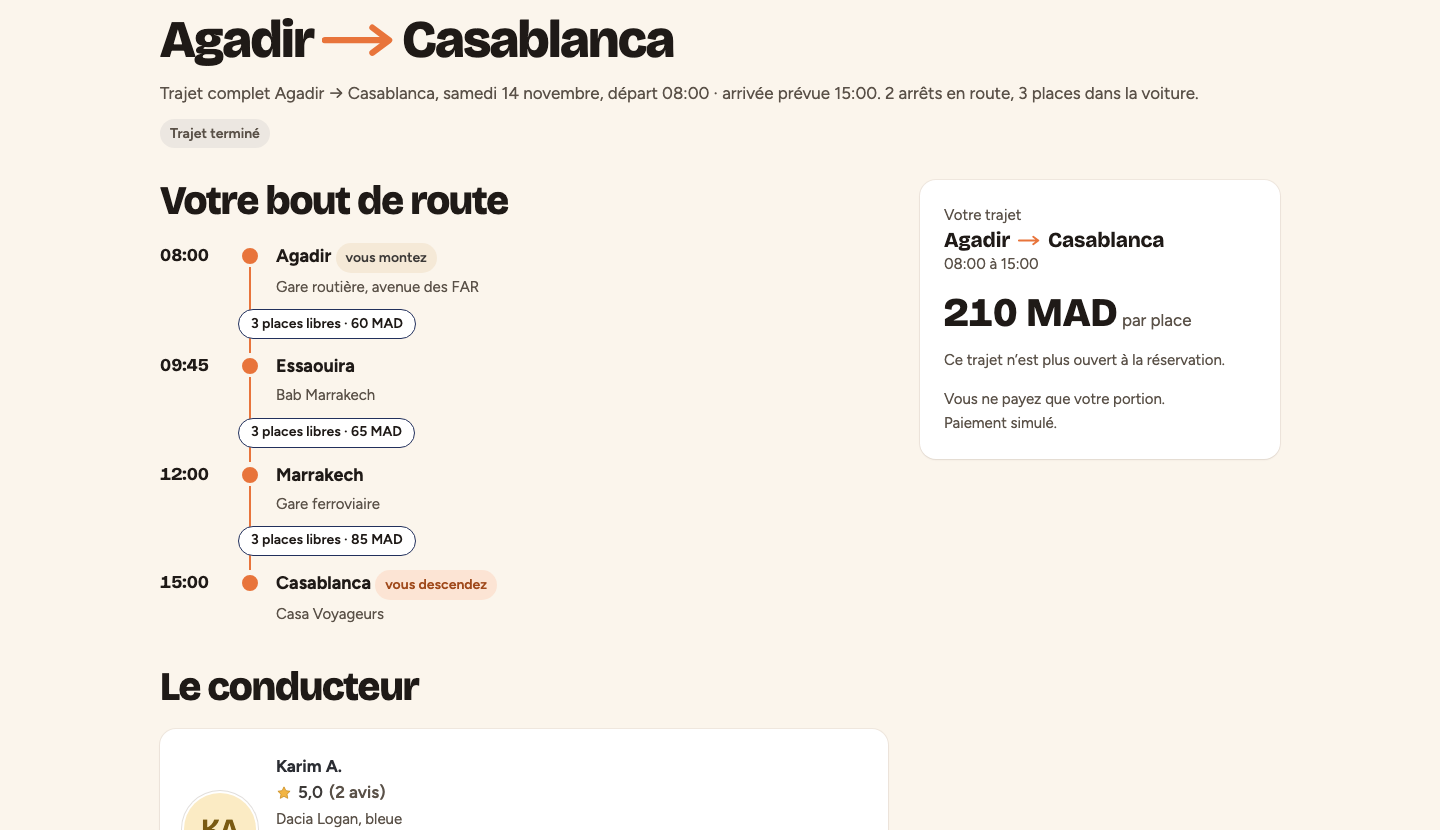 Agadir → Casablanca
Trajet complet Agadir → Casablanca, samedi 14 novembre, départ 08:00 · arrivée prévue 15:00. 2 arrêts en route, 3 places dans la voiture.
Trajet terminé
Votre bout de route
08:00 Agadir vous montez
Gare routière, avenue des FAR
3 places libres · 60 MAD
09:45 Essaouira
Bab Marrakech
3 places libres · 65 MAD
12:00 Marrakech
Gare ferroviaire
3 places libres · 85 MAD
15:00 Casablanca vous descendez
Casa Voyageurs
Votre trajet
Agadir → Casablanca
08:00 à 15:00
210 MAD par place
Ce trajet n’est plus ouvert à la réservation.
Vous ne payez que votre portion.
Paiement simulé.
Le conducteur
KA
Karim A.
5,0 (2 avis)
Dacia Logan, bleue